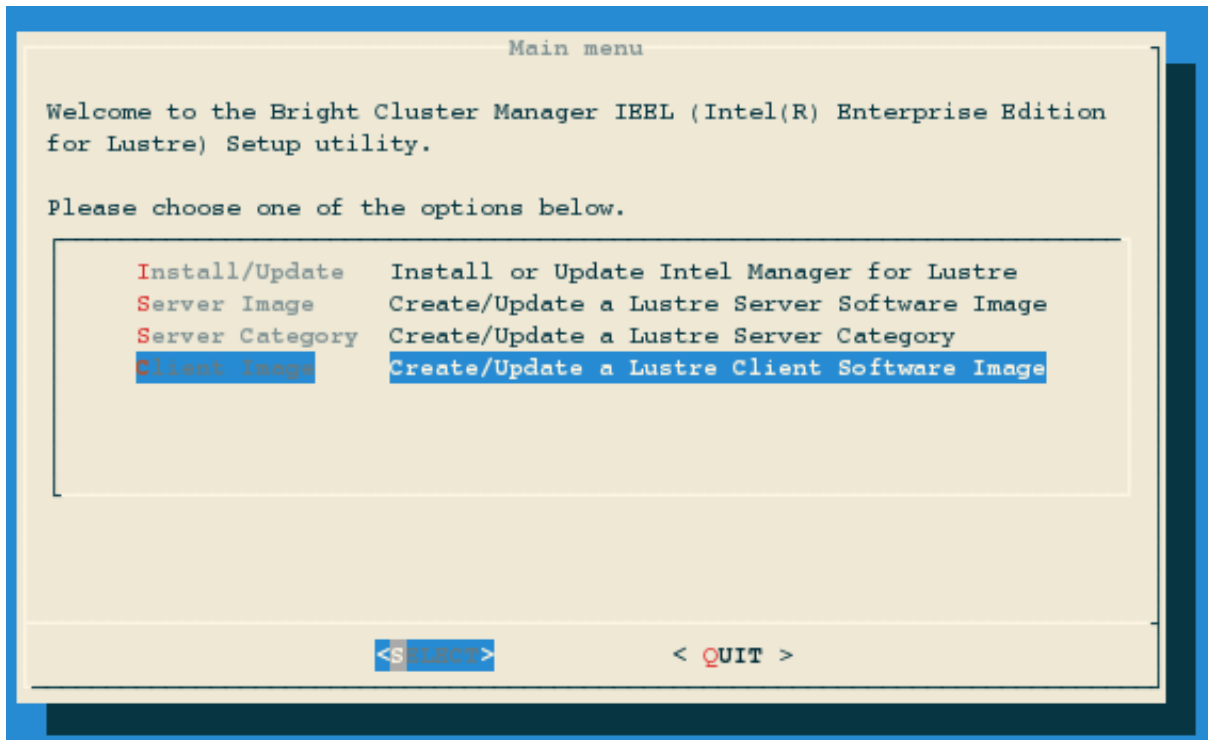 Main menu
Welcome to the Bright Cluster Manager IEEL (Intel(R) Enterprise Edition
for Lustre) Setup utility.
Please choose one of the options below.
Install/Update Install or Update Intel Manager for Lustre
Server Image Create/Update a Lustre Server Software Image
Server Category Create/Update a Lustre Server Category
Client Image Create/Update a Lustre Client Software Image
<SELECT> < QUIT >